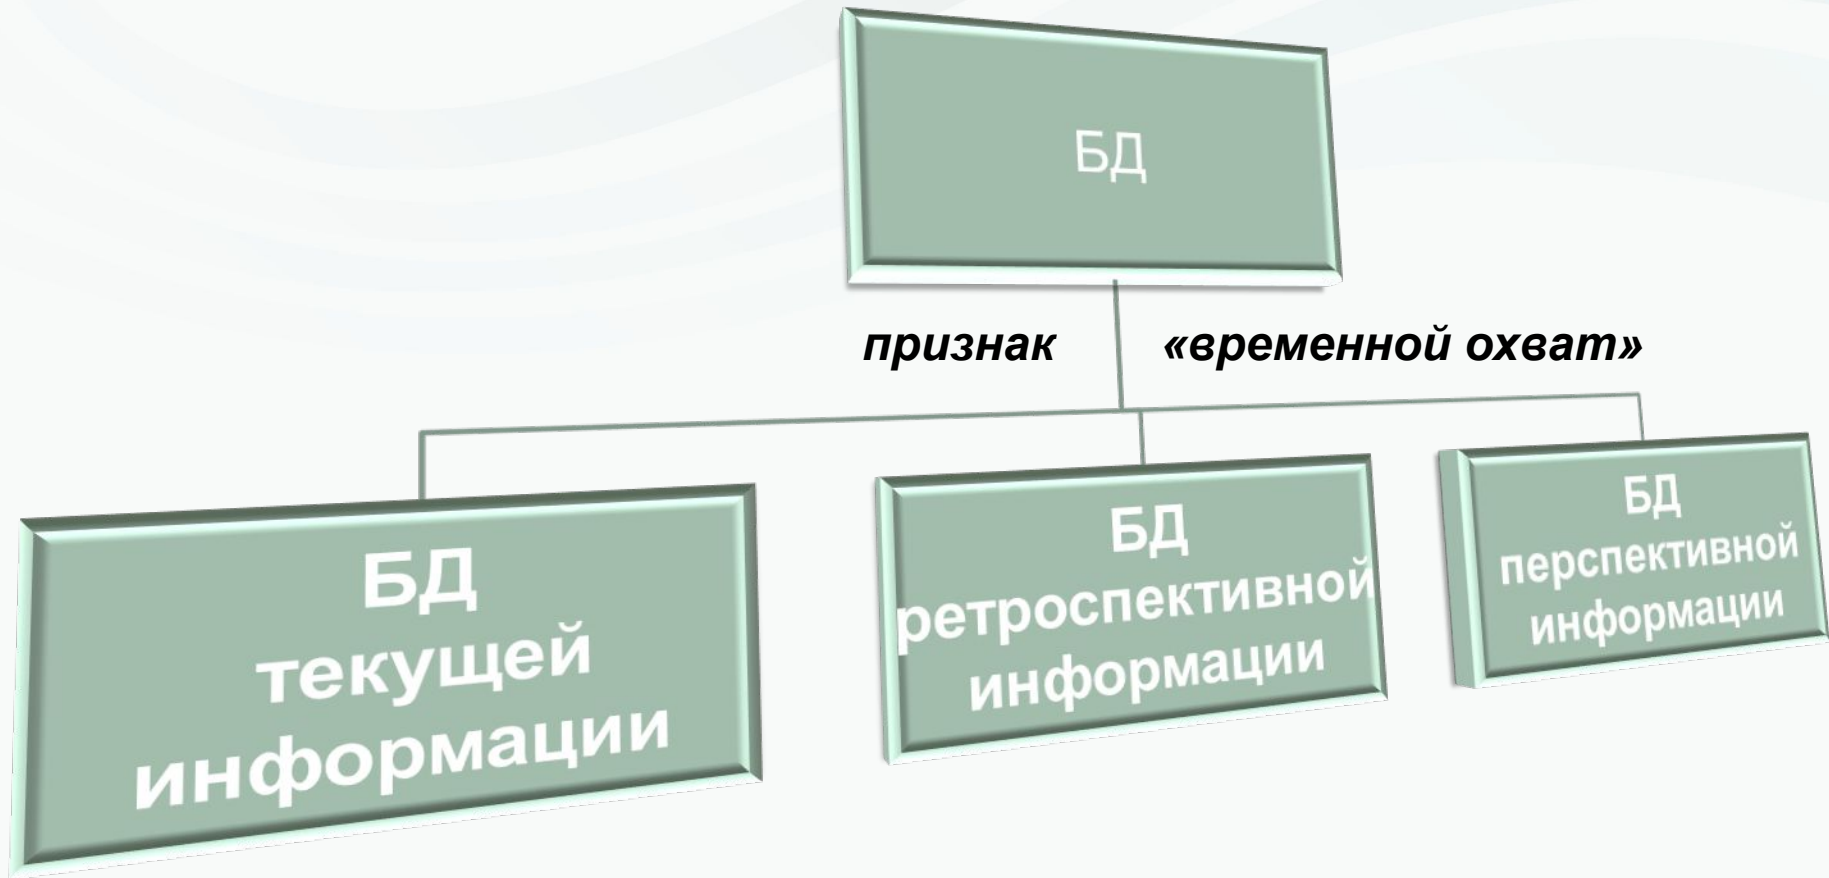 БД
признак «временной охват»
БД
текущей
информации
БД
ретроспективной
информации
БД
перспективной
информации